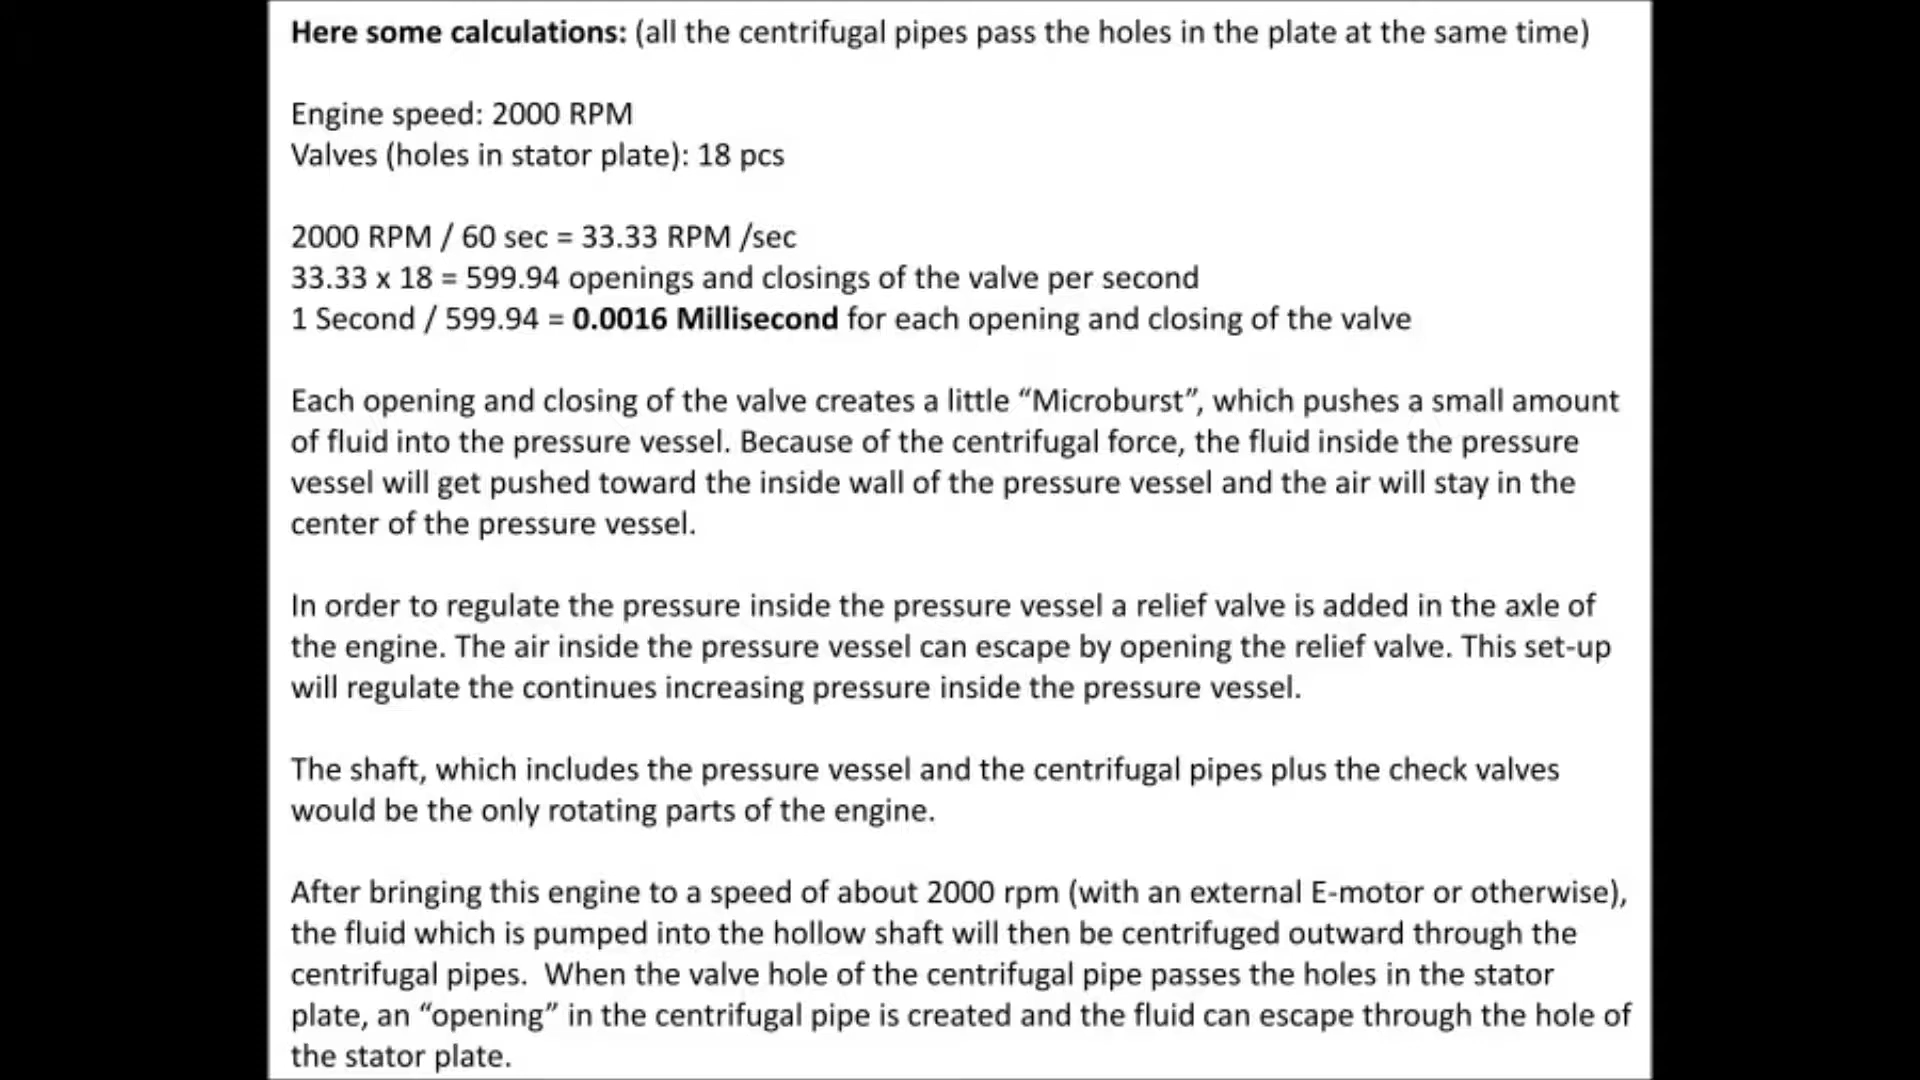 Here some calculations: (all the centrifugal pipes pass the holes in the plate at the same time)
Engine speed: 2000 RPM
Valves (holes in stator plate): 18 pcs
2000 RPM / 60 sec = 33.33 RPM /sec
33.33 x 18 = 599.94 openings and closings of the valve per second
1 Second / 599.94 = 0.0016 Millisecond for each opening and closing of the valve
Each opening and closing of the valve creates a little “Microburst”, which pushes a small amount
of fluid into the pressure vessel. Because of the centrifugal force, the fluid inside the pressure
vessel will get pushed toward the inside wall of the pressure vessel and the air will stay in the
center of the pressure vessel.
In order to regulate the pressure inside the pressure vessel a relief valve is added in the axle of
the engine. The air inside the pressure vessel can escape by opening the relief valve. This set-up
will regulate the continues increasing pressure inside the pressure vessel.
The shaft, which includes the pressure vessel and the centrifugal pipes plus the check valves
would be the only rotating parts of the engine.
After bringing this engine to a speed of about 2000 rpm (with an external E-motor or otherwise),
the fluid which is pumped into the hollow shaft will then be centrifuged outward through the
centrifugal pipes.  When the valve hole of the centrifugal pipe passes the holes in the stator
plate, an “opening” in the centrifugal pipe is created and the fluid can escape through the hole of
the stator plate.